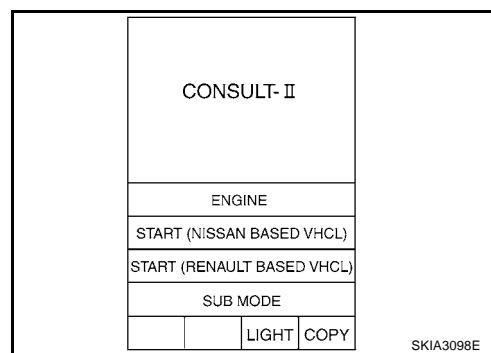 CONSULT-Ⅱ
ENGINE
START (NISSAN BASED VHCL)
START (RENAULT BASED VHCL)
SUB MODE
LIGHT COPY
SKIA3098E